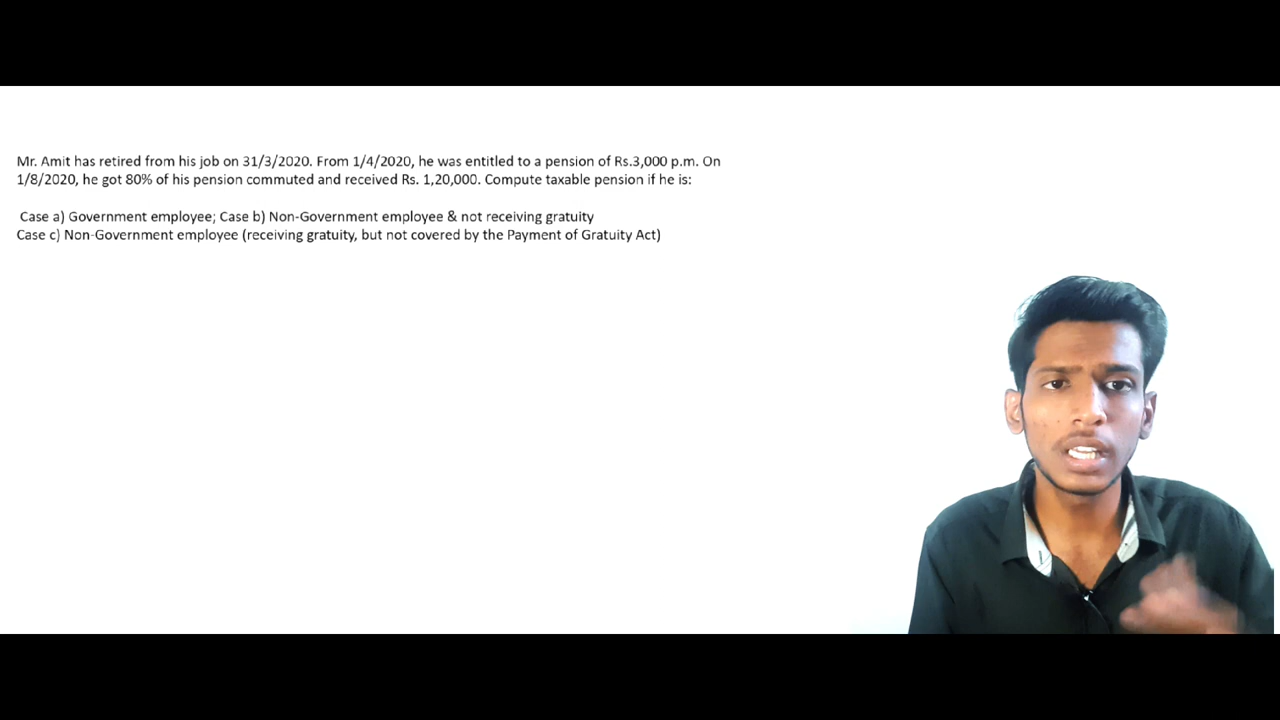 Mr. Amit has retired from his job on 31/3/2020. From 1/4/2020, he was entitled to a pension of Rs.3,000 p.m. On
1/8/2020, he got 80% of his pension commuted and received Rs. 1,20,000. Compute taxable pension if he is:
Case a) Government employee; Case b) Non-Government employee & not receiving gratuity
Case c) Non-Government employee (receiving gratuity, but not covered by the Payment of Gratuity Act)